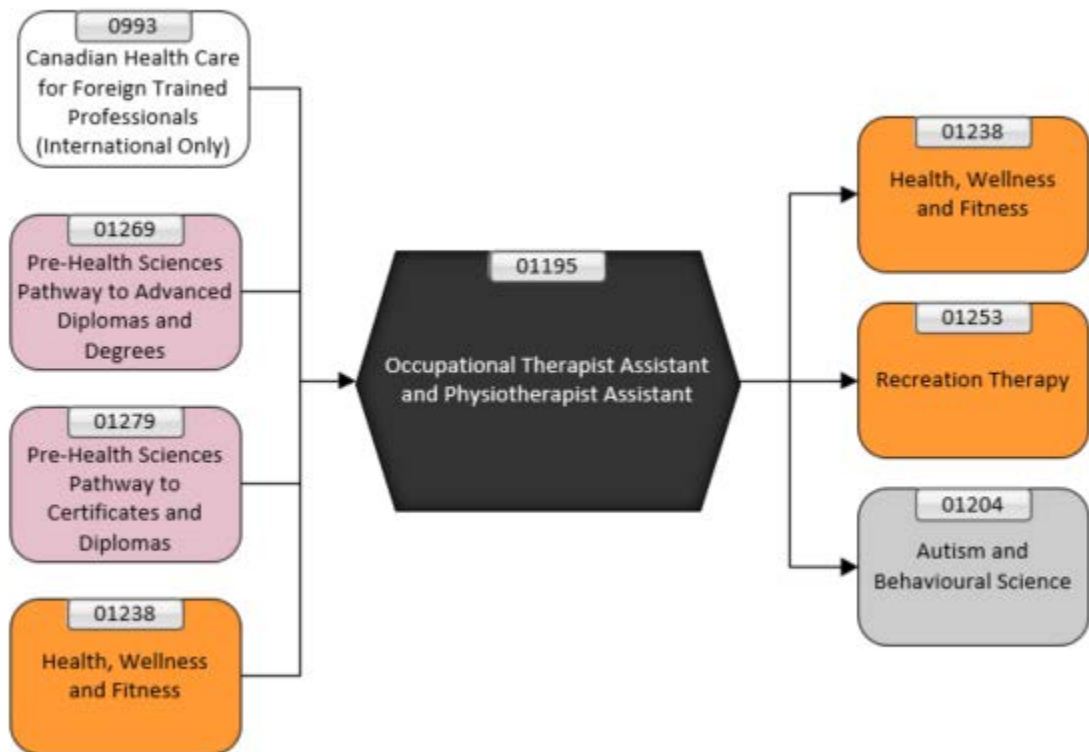 0993
Canadian Health Care
for Foreign Trained
Professionals
(International Only)
01269
Pre-Health Sciences
Pathway to Advanced
Diplomas and
Degrees
01279
Pre-Health Sciences
Pathway to
Certificates and
Diplomas
01238
Health, Wellness
and Fitness
01195
Occupational Therapist Assistant
and Physiotherapist Assistant
01238
Health, Wellness
and Fitness
01253
Recreation Therapy
01204
Autism and
Behavioural Science